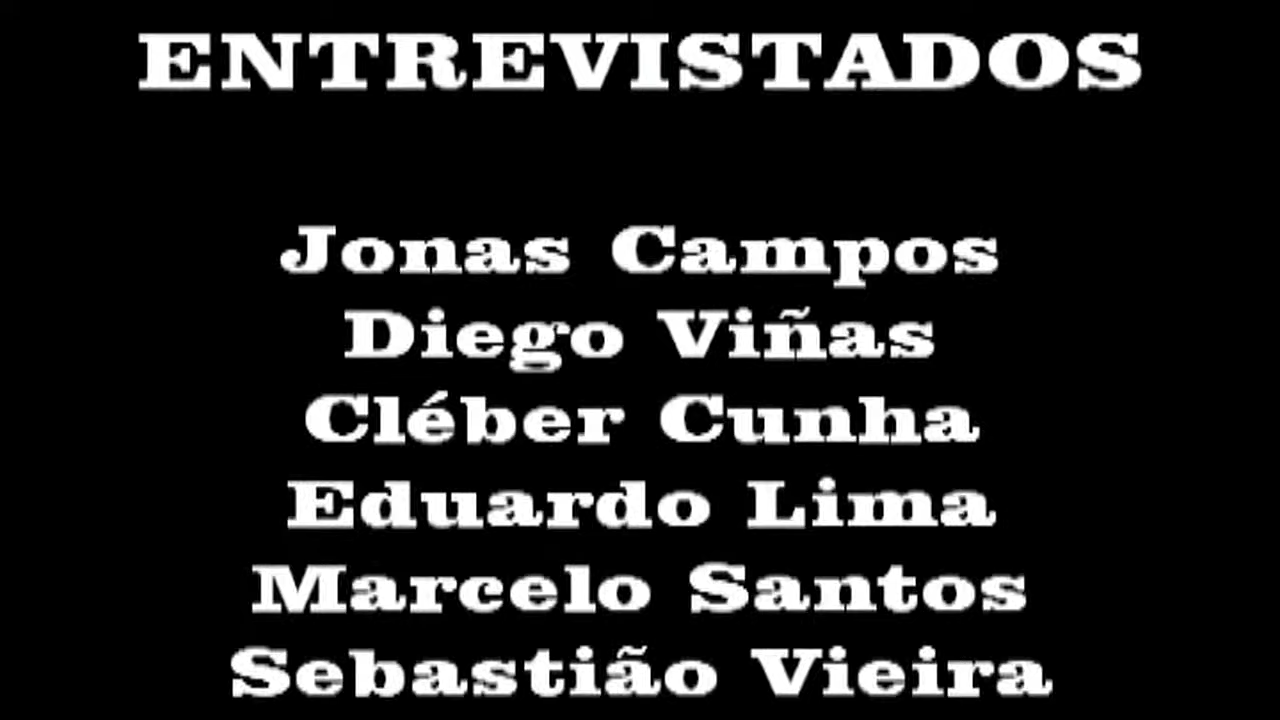 ENTREVISTADOS
Jonas Campos
Diego Viñas
Cléber Cunha
Eduardo Lima
Marcelo Santos
Sebastião Vieira